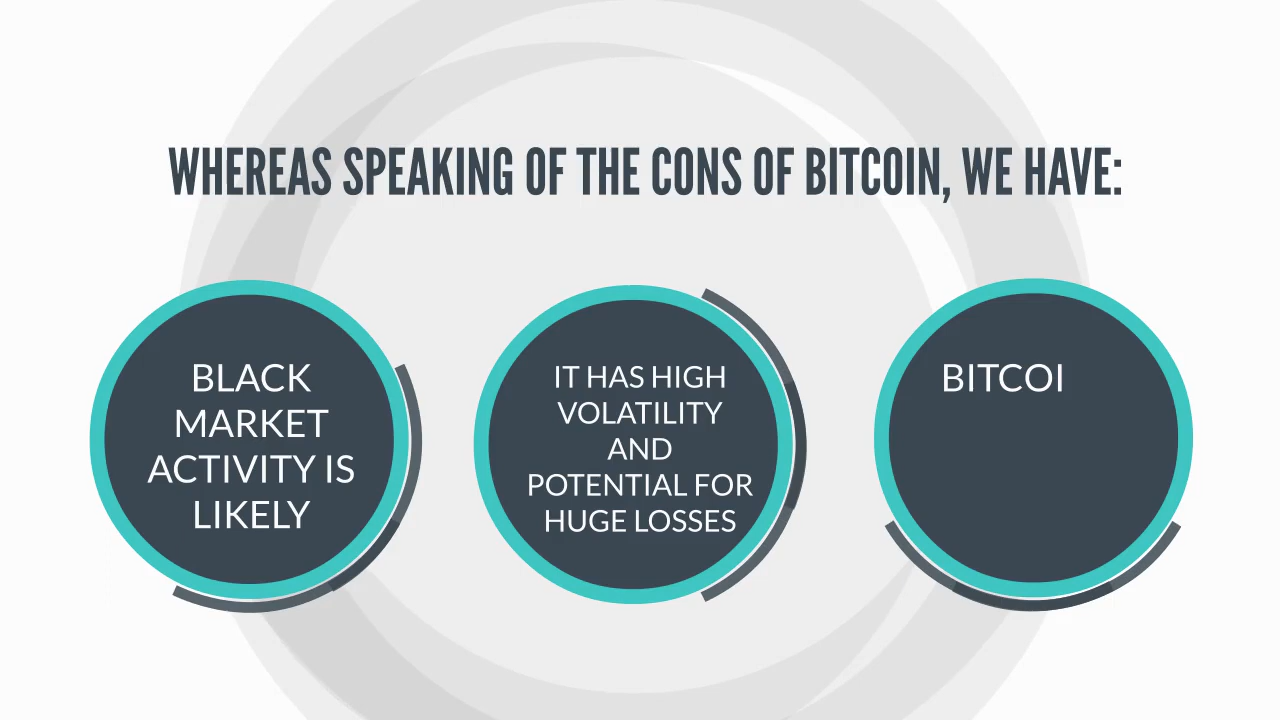 WHEREAS SPEAKING OF THE CONS OF BITCOIN, WE HAVE:
BLACK
MARKET
ACTIVITY IS
LIKELY
IT HAS HIGH
VOLATILITY
AND
POTENTIAL FOR
HUGE LOSSES
BITCOI